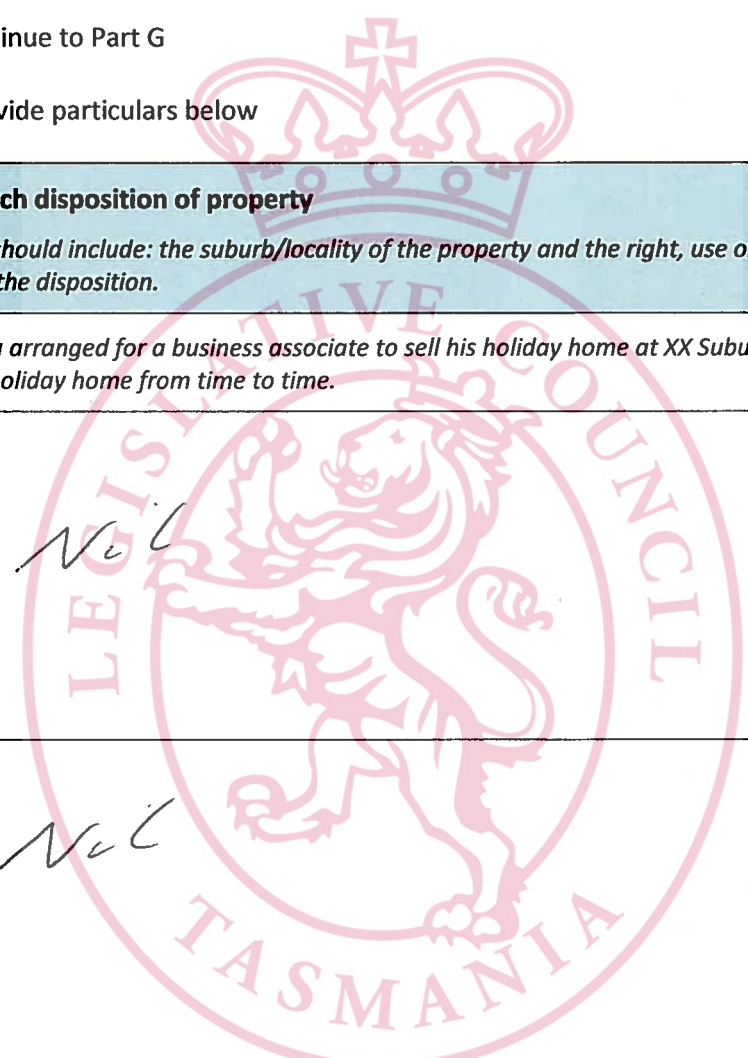 inue to Part G
vide particulars below
ch disposition of property
hould include: the suburb/locality of the property and the right, use o
the disposition.
arranged for a business associate to sell his holiday home at XX Subu
oliday home from time to time.
LEGISLATIVE COUNCIL
Nil
Nil
TASMANIA